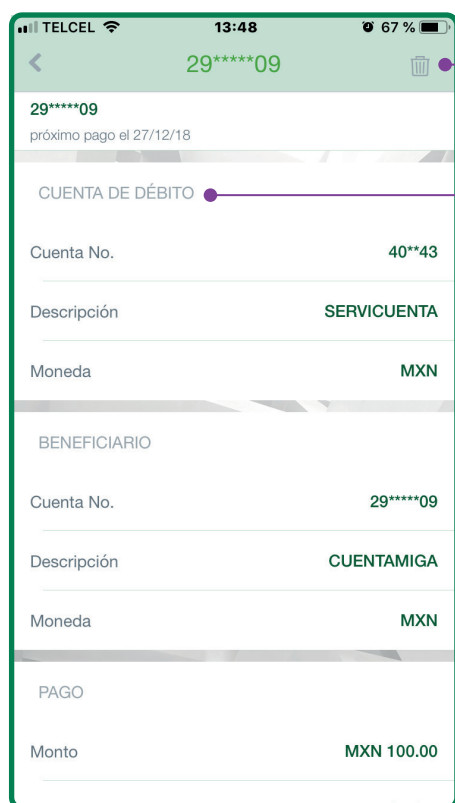 TELCEL 13:48 67 %
29*****09
29*****09
próximo pago el 27/12/18
CUENTA DE DÉBITO
Cuenta No. 40**43
Descripción SERVICUENTA
Moneda MXN
BENEFICIARIO
Cuenta No. 29*****09
Descripción CUENTAMIGA
Moneda MXN
PAGO
Monto MXN 100.00